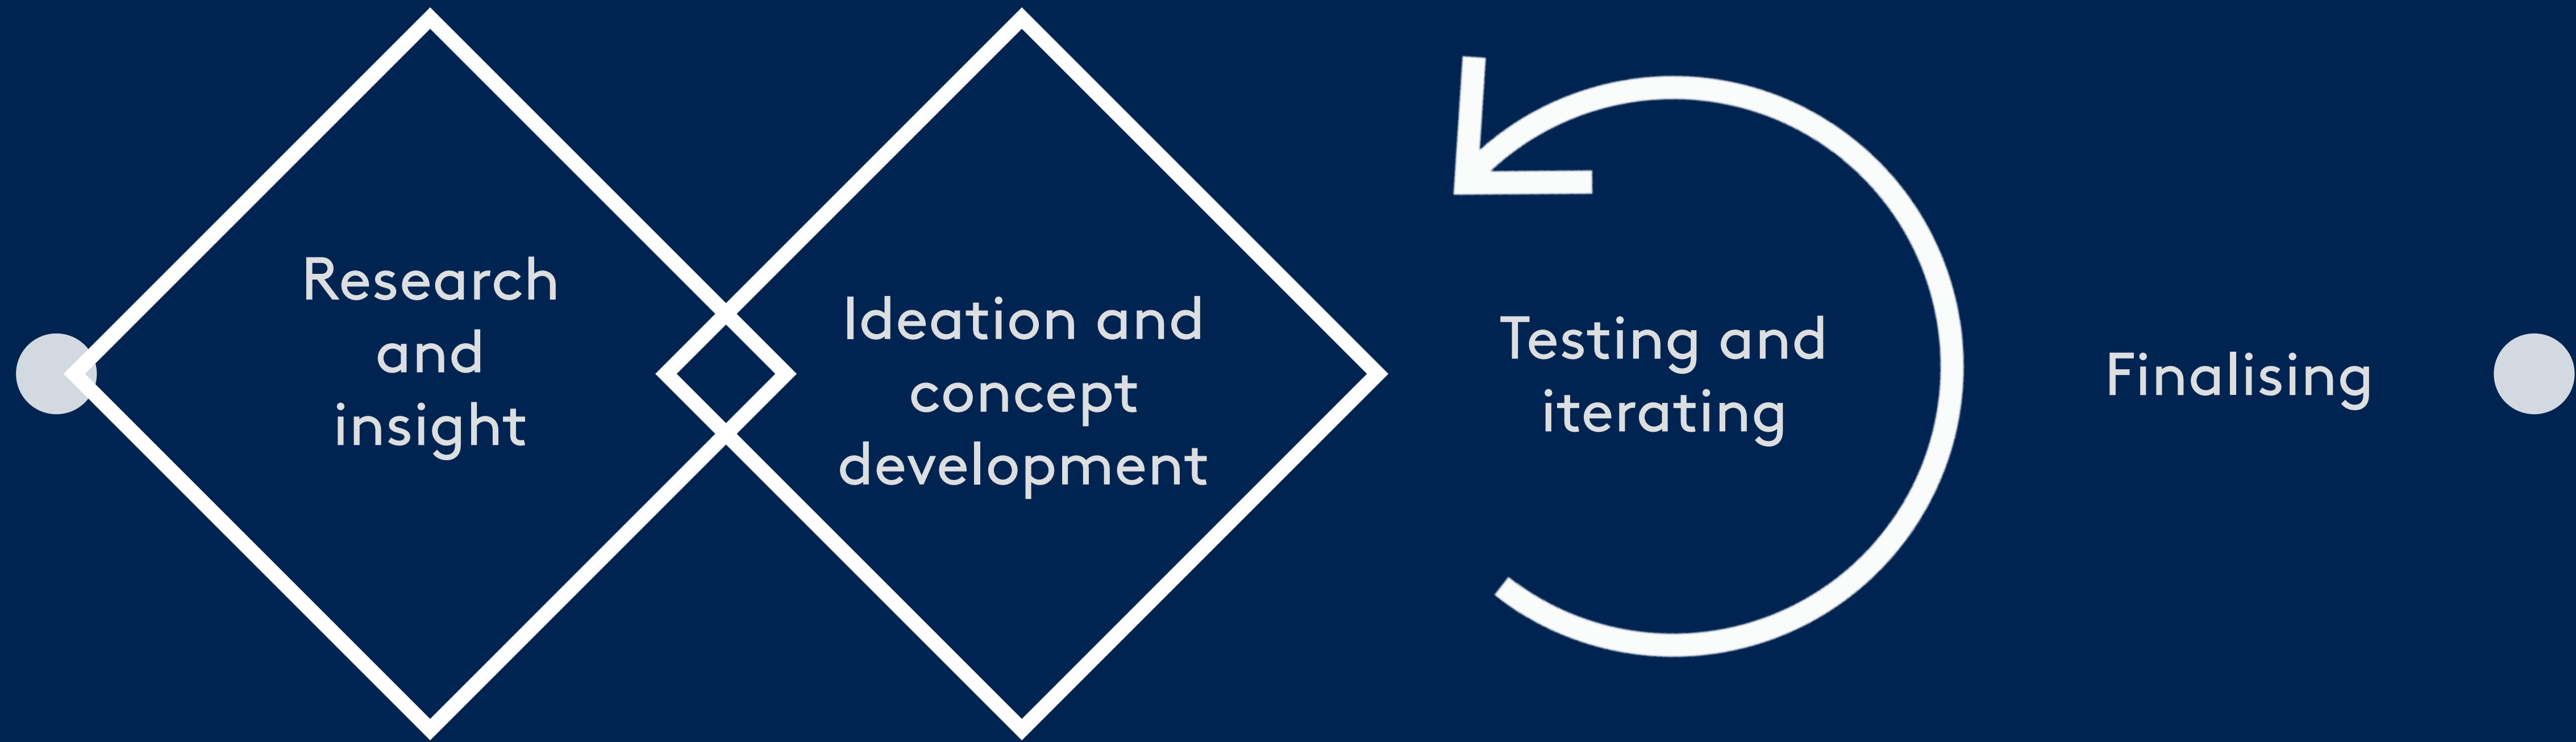 Research
and
insight
Ideation and
concept
development
Testing and
iterating
Finalising